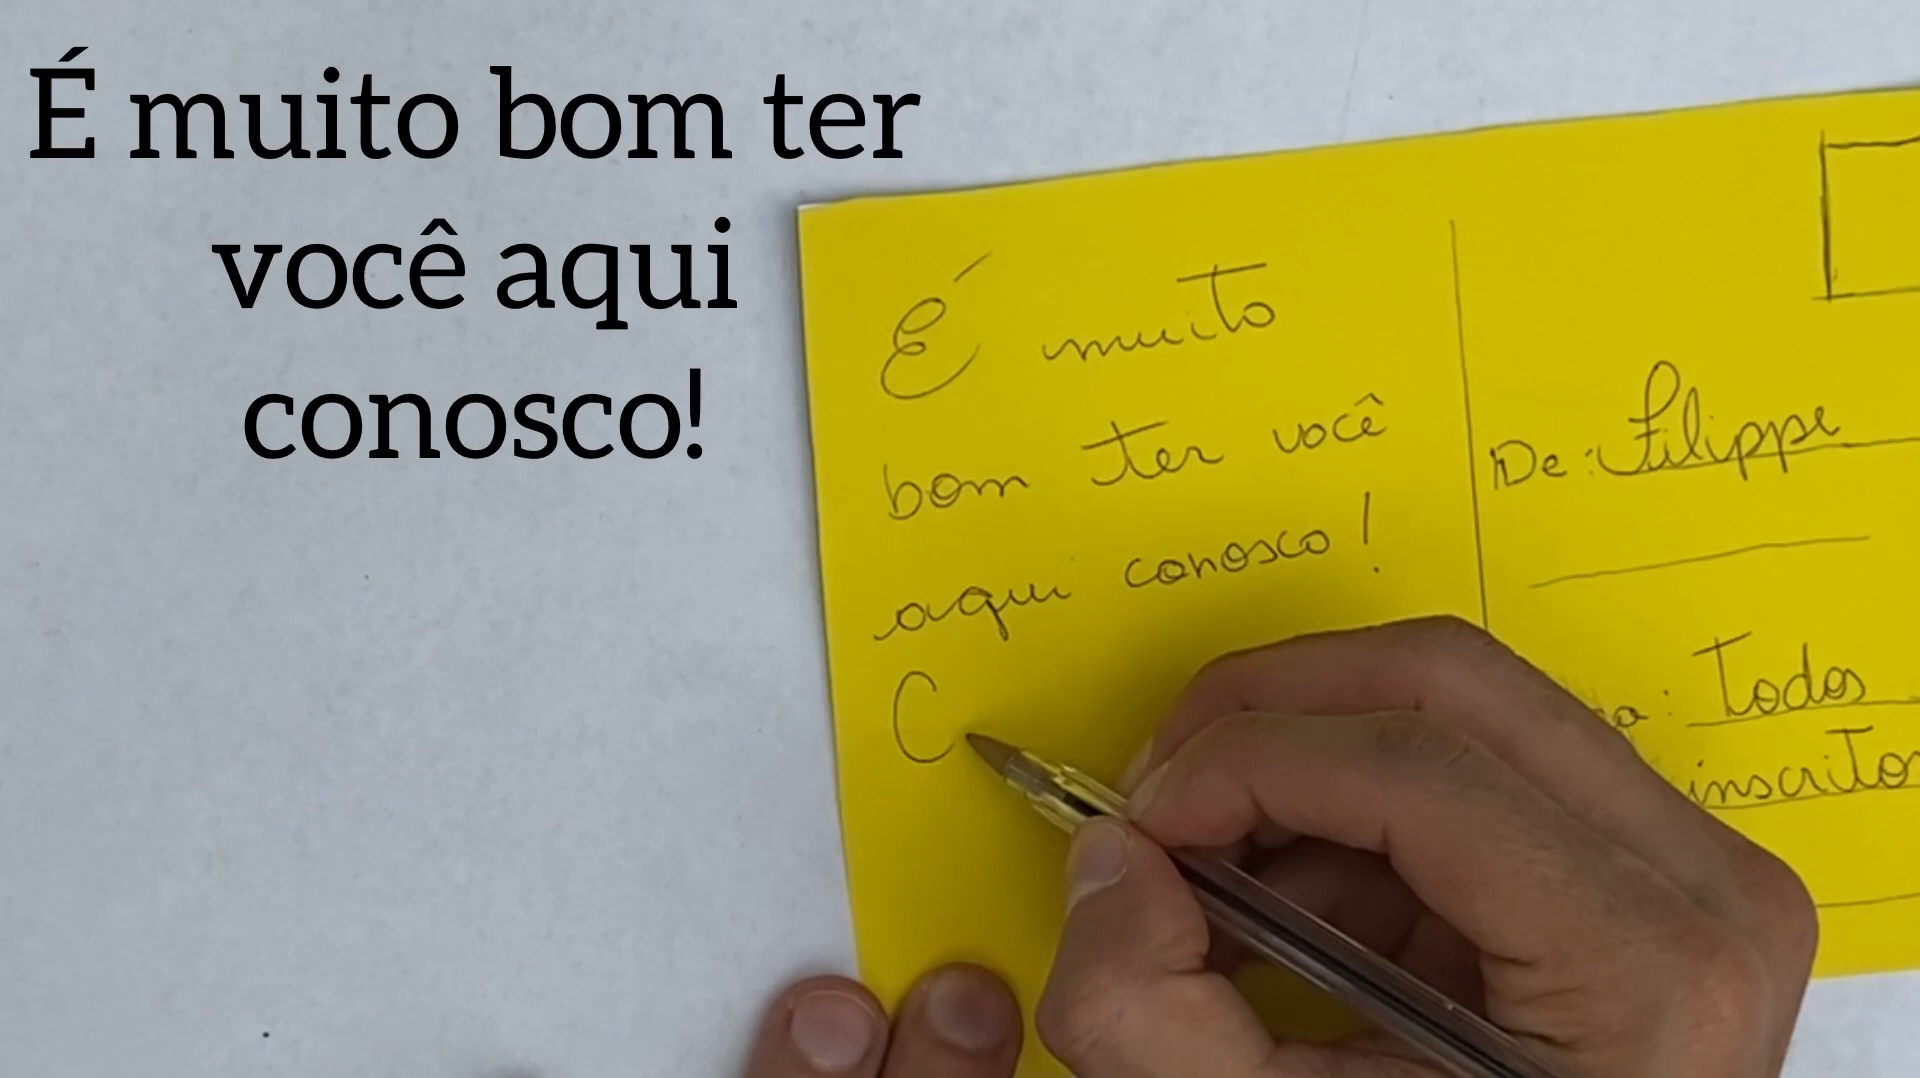 É muito bom ter
você aqui
conosco!
É muito
bom ter você
aqui conosco!
C
De: Filippe
Todos
inscritos